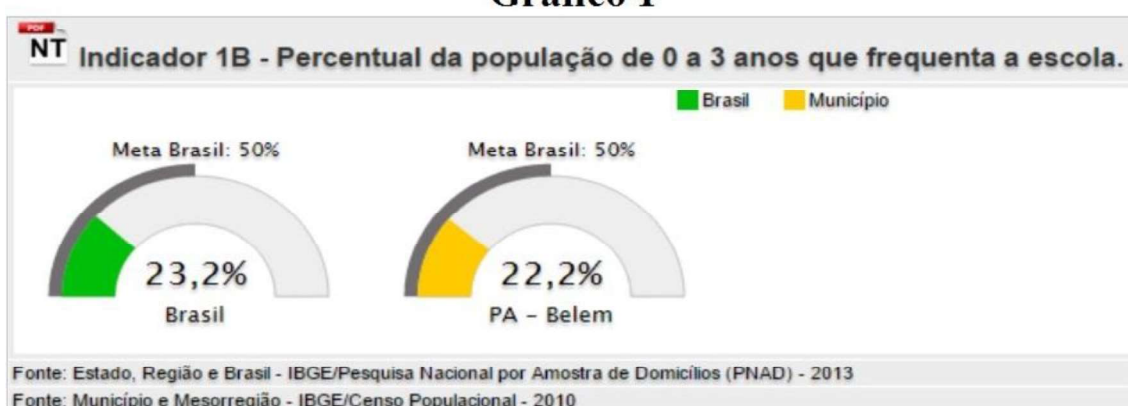 Gráfico 1
PDF
NT
Indicador 1B - Percentual da população de 0 a 3 anos que frequenta a escola.
Brasil Município
Meta Brasil: 50% Meta Brasil: 50%
23,2% 22,2%
Brasil PA - Belem
Fonte: Estado, Região e Brasil - IBGE/Pesquisa Nacional por Amostra de Domicílios (PNAD) - 2013
Fonte: Município e Mesorregião - IBGE/Censo Populacional - 2010